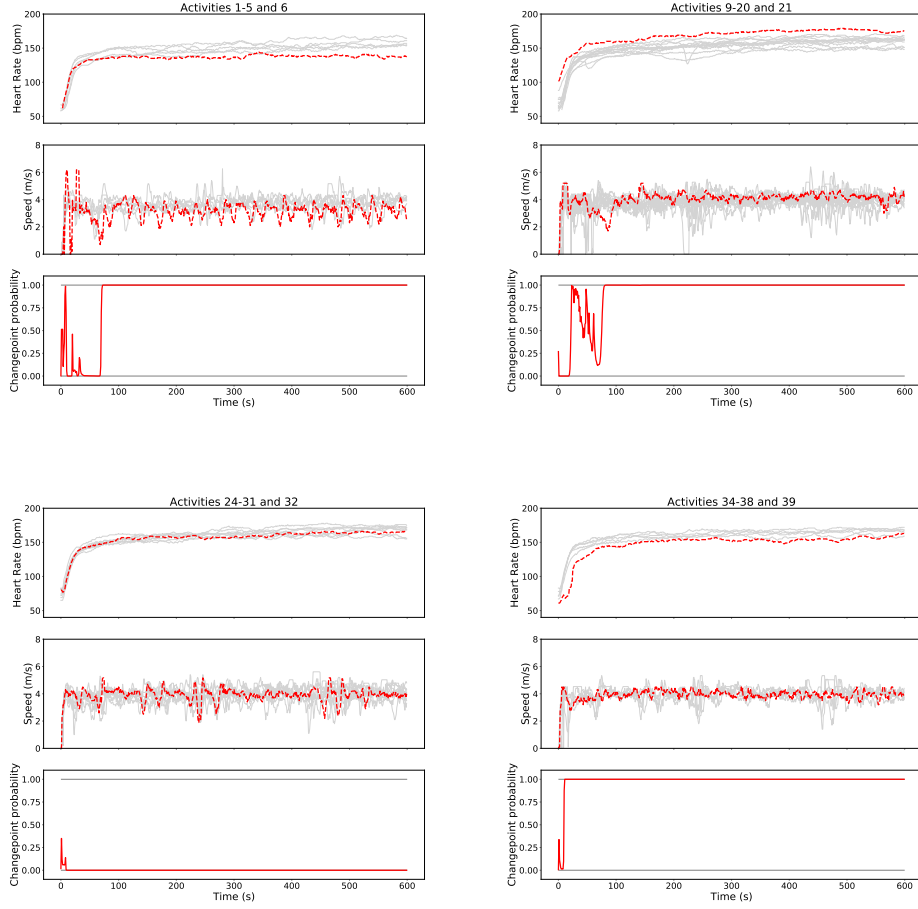 Activities 1-5 and 6
Heart Rate (bpm)
200
150
100
50
Speed (m/s)
8
6
4
2
0
Changepoint probability
1.00
0.75
0.50
0.25
0.00
0 100 200 300 400 500 600
Time (s)
Activities 9-20 and 21
Heart Rate (bpm)
200
150
100
50
Speed (m/s)
8
6
4
2
0
Changepoint probability
1.00
0.75
0.50
0.25
0.00
0 100 200 300 400 500 600
Time (s)
Activities 24-31 and 32
Heart Rate (bpm)
200
150
100
50
Speed (m/s)
8
6
4
2
0
Changepoint probability
1.00
0.75
0.50
0.25
0.00
0 100 200 300 400 500 600
Time (s)
Activities 34-38 and 39
Heart Rate (bpm)
200
150
100
50
Speed (m/s)
8
6
4
2
0
Changepoint probability
1.00
0.75
0.50
0.25
0.00
0 100 200 300 400 500 600
Time (s)